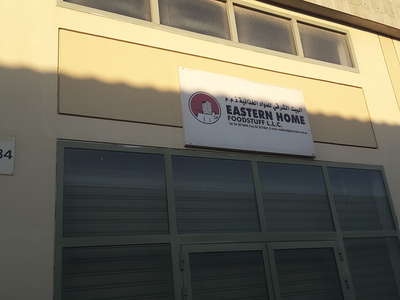 البيت الشرقي للمواد الغذائية ذ.م.م
EASTERN HOME
FOODSTUFF L.L.C.
34